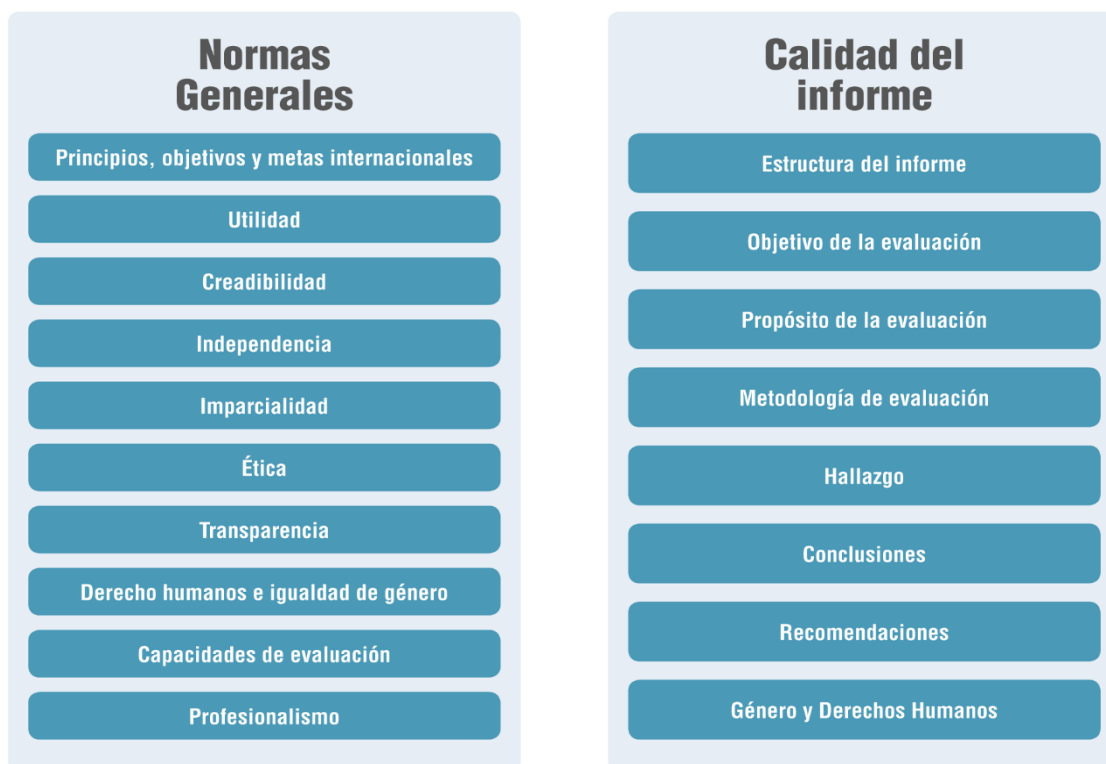 Normas
Generales
Principios, objetivos y metas internacionales
Utilidad
Creadibilidad
Independencia
Imparcialidad
Ética
Transparencia
Derecho humanos e igualdad de género
Capacidades de evaluación
Profesionalismo
Calidad del
informe
Estructura del informe
Objetivo de la evaluación
Propósito de la evaluación
Metodología de evaluación
Hallazgo
Conclusiones
Recomendaciones
Género y Derechos Humanos